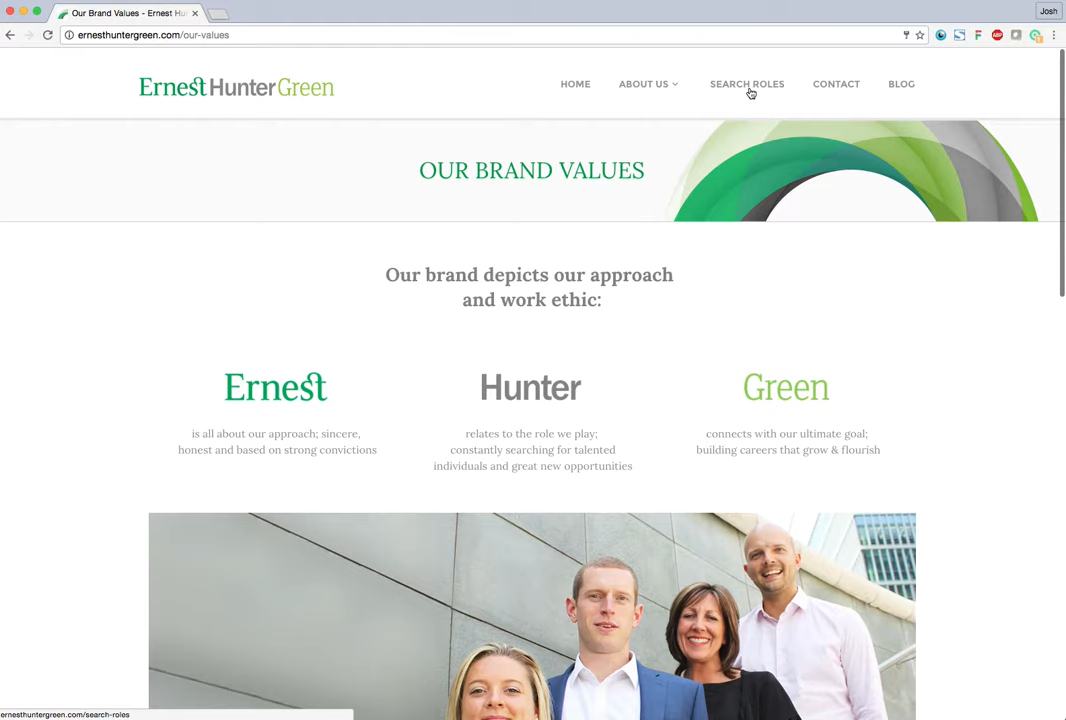 Our Brand Values - Ernest Hu
Josh
ernesthuntergreen.com/our-values
ErnestHunterGreen
HOME
ABOUT US
SEARCH ROLES
CONTACT
BLOG
OUR BRAND VALUES
Our brand depicts our approach
and work ethic:
Ernest
is all about our approach; sincere,
honest and based on strong convictions
Hunter
relates to the role we play;
constantly searching for talented
individuals and great new opportunities
Green
connects with our ultimate goal;
building careers that grow & flourish
ernesthuntergreen.com/search-roles